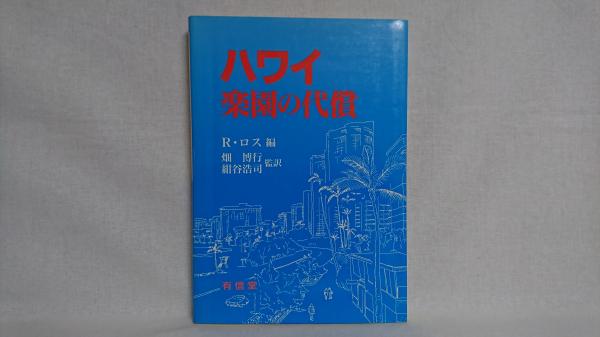 ハワイ
楽園の代償
R・ロス 編
畑 博行
紺谷浩司 監訳
有信堂